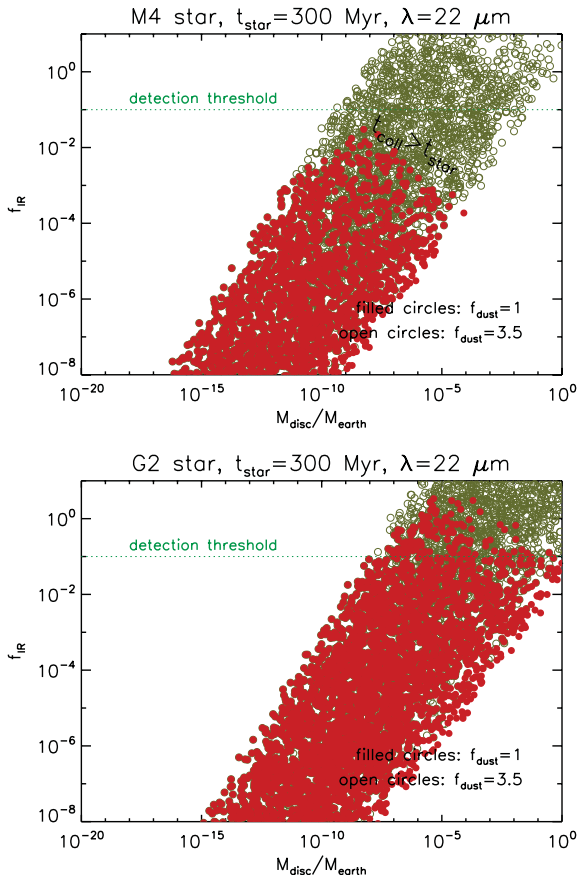 M4 star, t_star=300 Myr, λ=22 μm
10^0
detection threshold
t_coll > t_star
10^-2
f_IR
10^-4
10^-6
filled circles: f_dust=1
open circles: f_dust=3.5
10^-8
10^-20 10^-15 10^-10 10^-5 10^0
M_disc/M_earth
G2 star, t_star=300 Myr, λ=22 μm
10^0
detection threshold
10^-2
f_IR
10^-4
10^-6
filled circles: f_dust=1
open circles: f_dust=3.5
10^-8
10^-20 10^-15 10^-10 10^-5 10^0
M_disc/M_earth